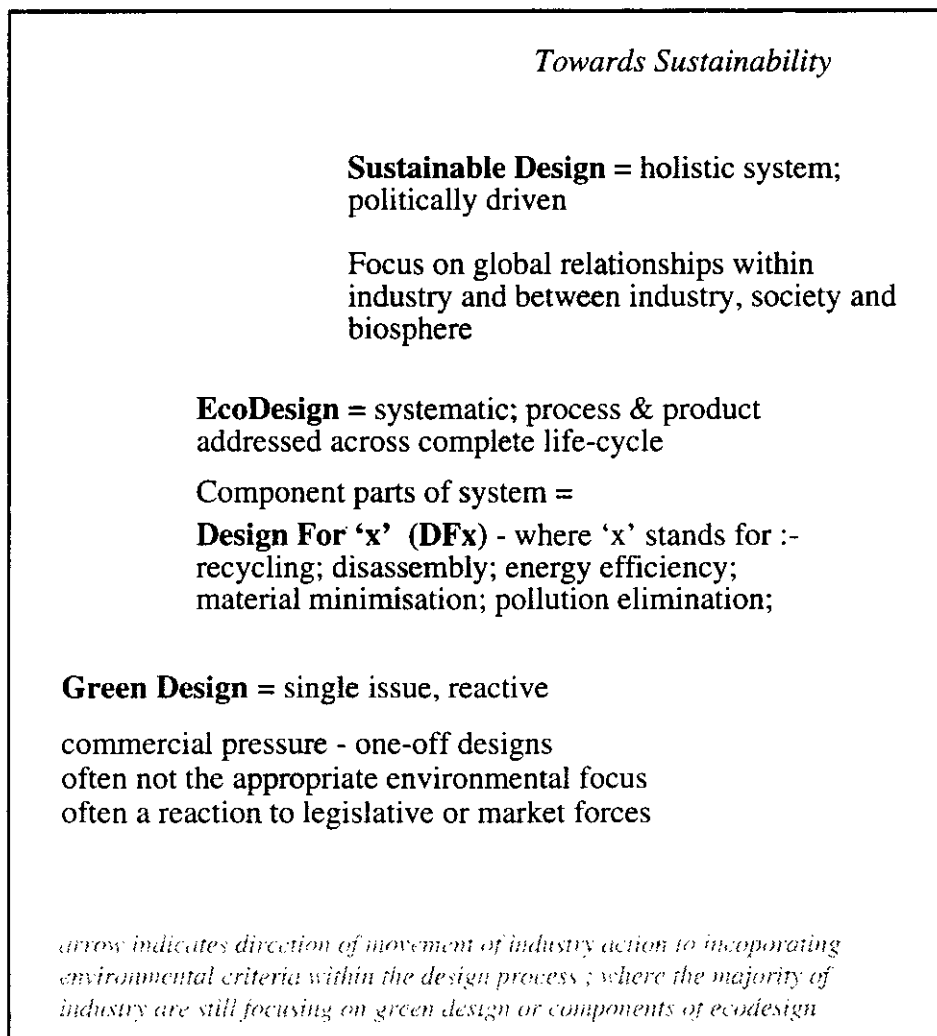 Towards Sustainability
Sustainable Design = holistic system;
politically driven
Focus on global relationships within
industry and between industry, society and
biosphere
EcoDesign = systematic; process & product
addressed across complete life-cycle
Component parts of system =
Design For ‘x’ (DFx) - where ‘x’ stands for :-
recycling; disassembly; energy efficiency;
material minimisation; pollution elimination;
Green Design = single issue, reactive
commercial pressure - one-off designs
often not the appropriate environmental focus
often a reaction to legislative or market forces
arrow indicates direction of movement of industry action to incoporating
environmental criteria within the design process ; where the majority of
industry are still focusing on green design or components of ecodesign